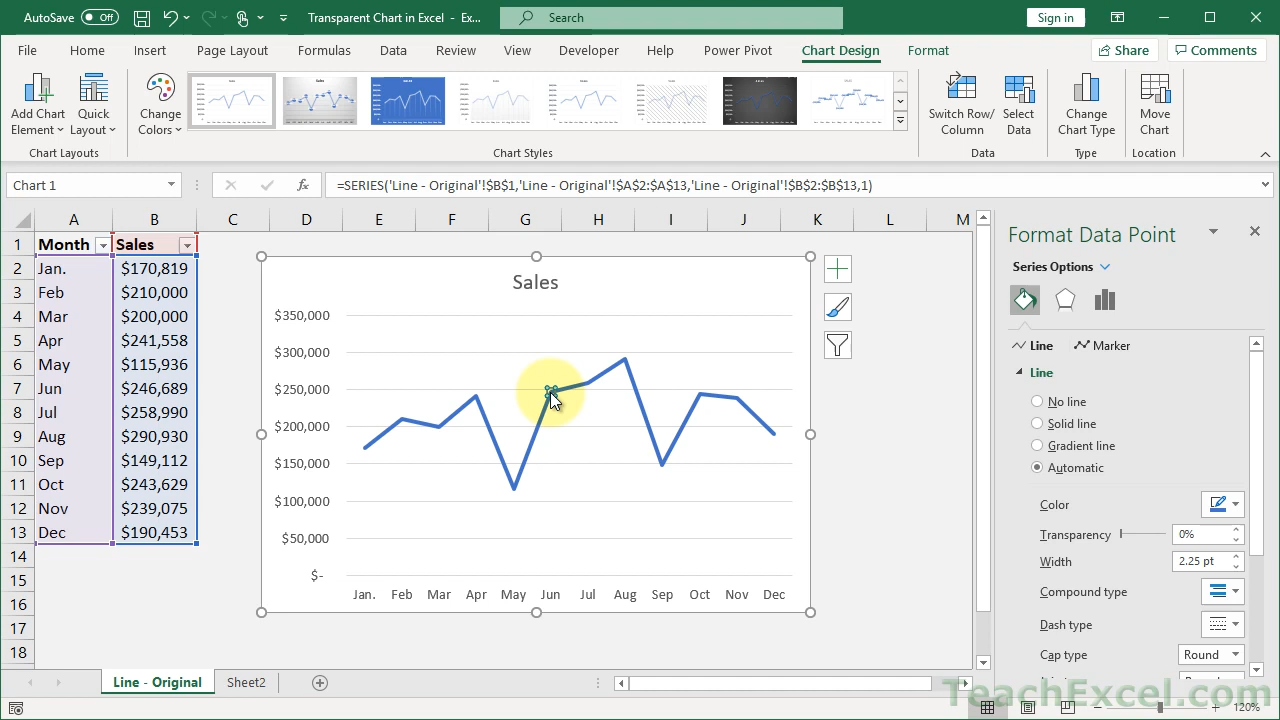 AutoSave Off Transparent Chart in Excel - Ex... Search Sign in
File Home Insert Page Layout Formulas Data Review View Developer Help Power Pivot Chart Design Format Share Comments
Add Chart Element Quick Layout Change Colors Switch Row/ Column Select Data Change Chart Type Move Chart
Chart Layouts Chart Styles Data Type Location
Chart 1 fx =SERIES('Line - Original'!$B$1,'Line - Original'!$A$2:$A$13,'Line - Original'!$B$2:$B$13,1)
A B C D E F G H I J K L M
1 Month Sales
2 Jan. $170,819
3 Feb $210,000
4 Mar $200,000
5 Apr $241,558
6 May $115,936
7 Jun $246,689
8 Jul $258,990
9 Aug $290,930
10 Sep $149,112
11 Oct $243,629
12 Nov $239,075
13 Dec $190,453
14
15
16
17
18
Sales
$350,000
$300,000
$250,000
$200,000
$150,000
$100,000
$50,000
$-
Jan. Feb Mar Apr May Jun Jul Aug Sep Oct Nov Dec
Format Data Point
Series Options
Line Marker
Line
No line
Solid line
Gradient line
Automatic
Color
Transparency 0%
Width 2.25 pt
Compound type
Dash type
Cap type Round
Line - Original Sheet2
TeachExcel.com
120%